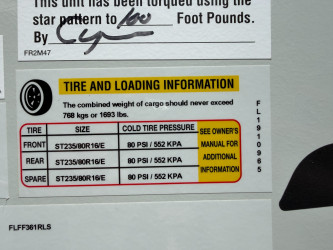 This unit has been torqued using the
star pattern to 100 Foot Pounds.
By
FR2M47
TIRE AND LOADING INFORMATION
The combined weight of cargo should never exceed
768 kgs or 1693 lbs.
TIRE SIZE COLD TIRE PRESSURE SEE OWNER'S MANUAL FOR ADDITIONAL INFORMATION
FRONT ST235/80R16/E 80 PSI / 552 KPA
REAR ST235/80R16/E 80 PSI / 552 KPA
SPARE ST235/80R16/E 80 PSI / 552 KPA
FL1910965
FLFF361RLS